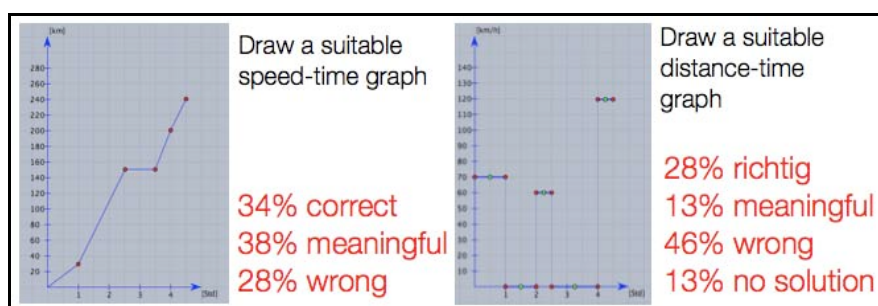 [km]
280
260
240
220
200
180
160
140
120
100
80
60
40
20
1
2
3
4
[Std]
Draw a suitable
speed-time graph
34% correct
38% meaningful
28% wrong
[km/h]
140
130
120
110
100
90
80
70
60
50
40
30
20
10
1
2
3
4
[Std]
Draw a suitable
distance-time
graph
28% richtig
13% meaningful
46% wrong
13% no solution